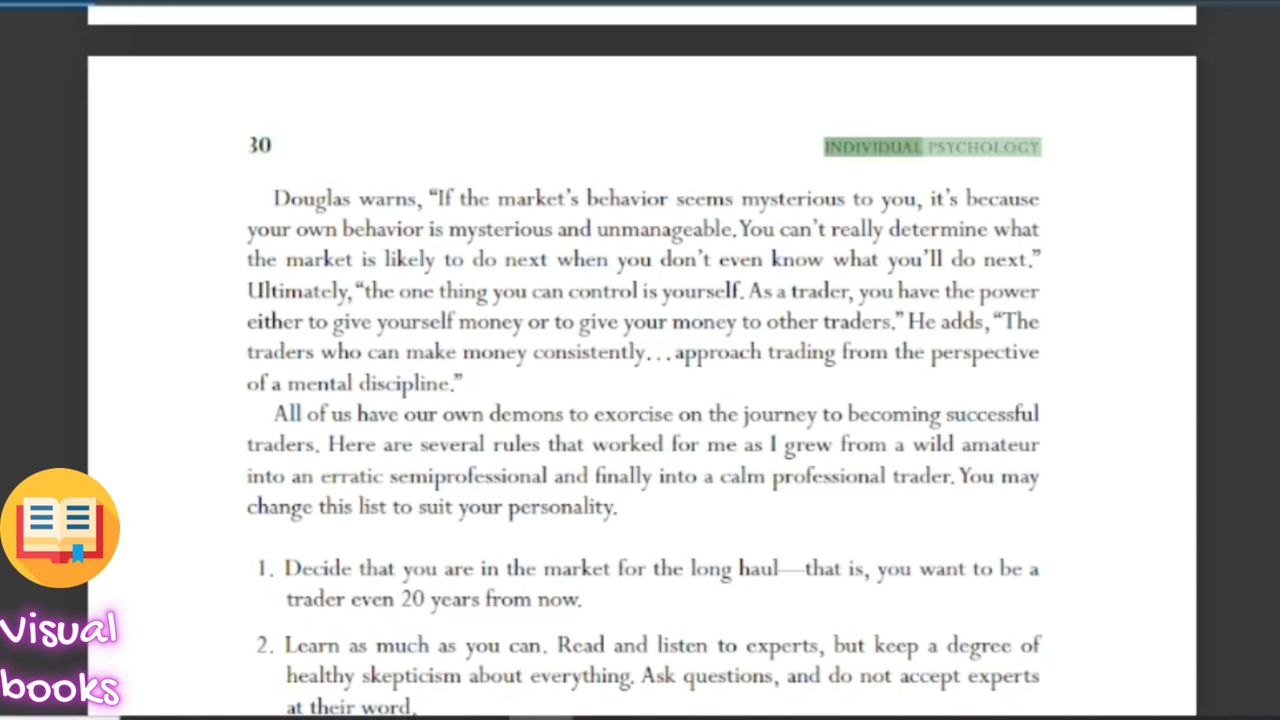 30
INDIVIDUAL PSYCHOLOGY
Douglas warns, “If the market’s behavior seems mysterious to you, it’s because
your own behavior is mysterious and unmanageable. You can’t really determine what
the market is likely to do next when you don’t even know what you’ll do next.”
Ultimately, “the one thing you can control is yourself. As a trader, you have the power
either to give yourself money or to give your money to other traders.” He adds, “The
traders who can make money consistently...approach trading from the perspective
of a mental discipline.”
All of us have our own demons to exorcise on the journey to becoming successful
traders. Here are several rules that worked for me as I grew from a wild amateur
into an erratic semiprofessional and finally into a calm professional trader. You may
change this list to suit your personality.
1. Decide that you are in the market for the long haul—that is, you want to be a
trader even 20 years from now.
2. Learn as much as you can. Read and listen to experts, but keep a degree of
healthy skepticism about everything. Ask questions, and do not accept experts
at their word.
Visual
books